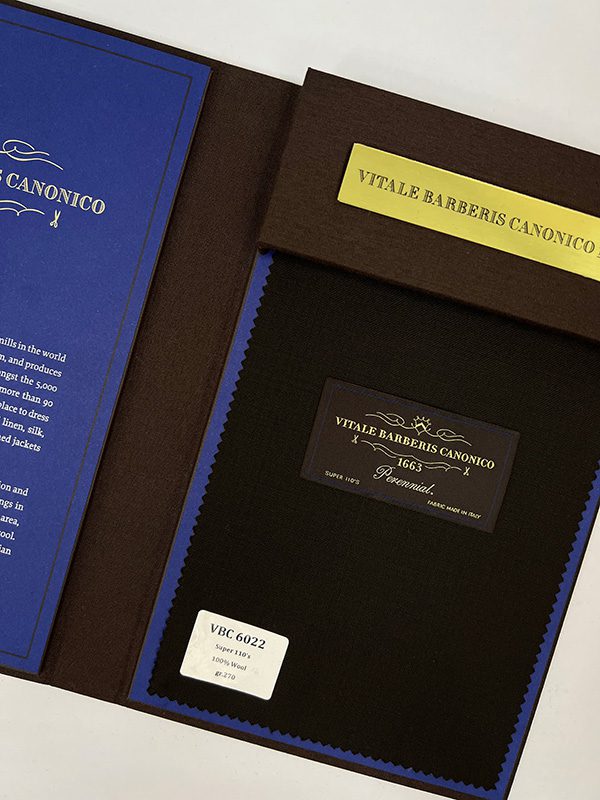 S CANONICO
mills in the world
n, and produces
ngst the 5,000
more than 90
place to dress
linen, silk,
ned jackets
ion and
ngs in
area,
ool.
ian
VITALE BARBERIS CANONICO
VITALE BARBERIS CANONICO
1663
Perennial.
SUPER 110'S
FABRIC MADE IN ITALY
VBC 6022
Super 110's
100% Wool
gr.270